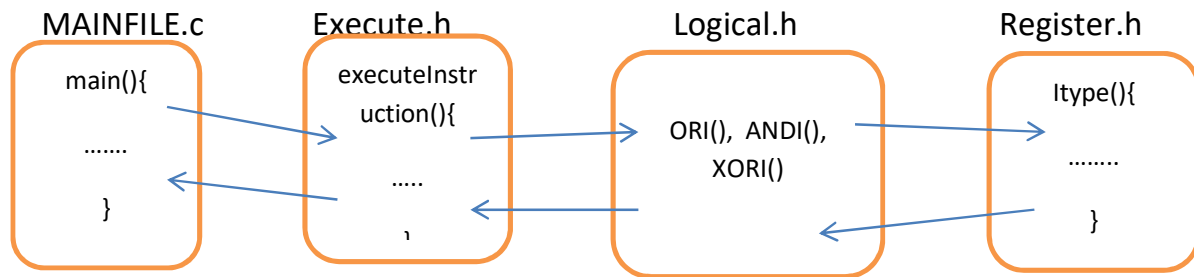 MAINFILE.c
Execute.h
Logical.h
Register.h
main(){
…….
}
executeInstr
uction(){
…..
}
ORI(), ANDI(),
XORI()
Itype(){
……..
}